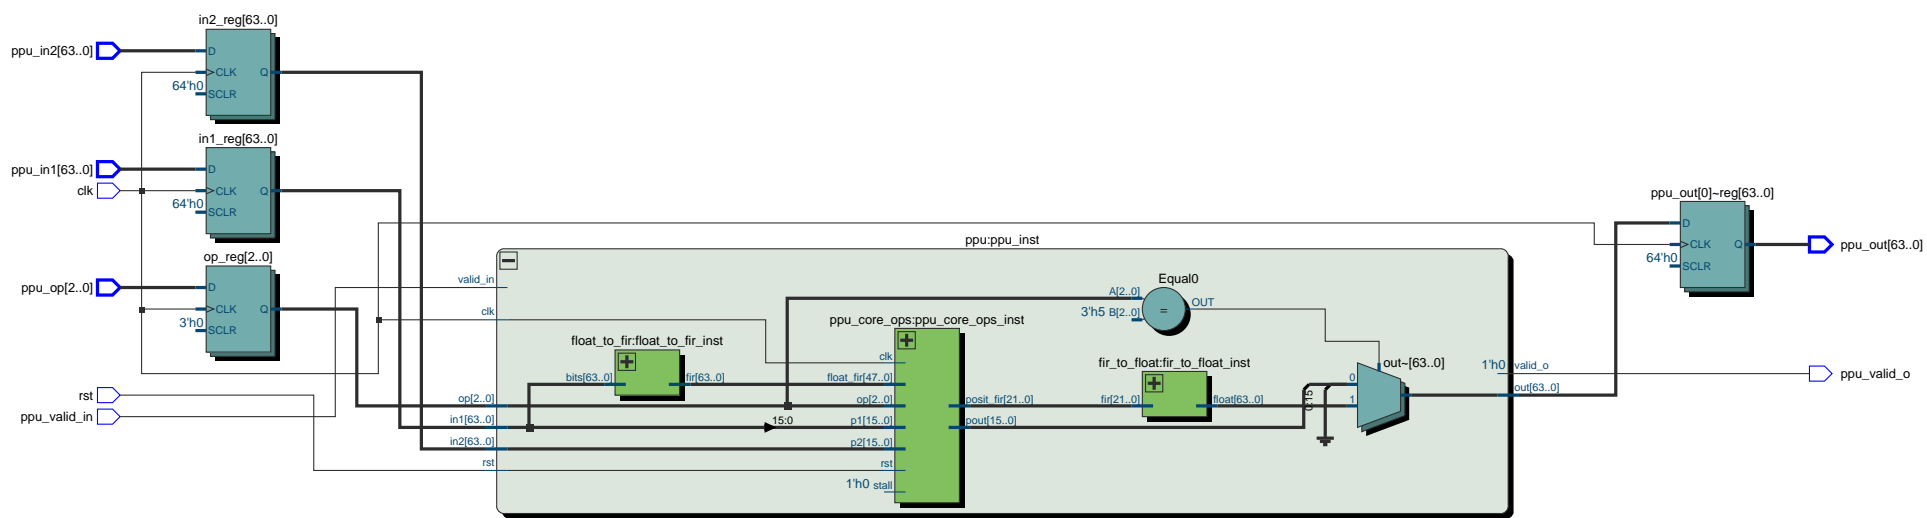 in2_reg[63..0]
ppu_in2[63..0]
D
CLK
Q
64'h0
SCLR
in1_reg[63..0]
ppu_in1[63..0]
D
clk
CLK
Q
64'h0
SCLR
op_reg[2..0]
ppu_op[2..0]
D
CLK
Q
3'h0
SCLR
rst
ppu_valid_in
ppu:ppu_inst
valid_in
clk
op[2..0]
in1[63..0]
in2[63..0]
rst
float_to_fir:float_to_fir_inst
bits[63..0]
fir[63..0]
15:0
ppu_core_ops:ppu_core_ops_inst
clk
float_fir[47..0]
op[2..0]
p1[15..0]
p2[15..0]
rst
1'h0 stall
posit_fir[21..0]
pout[15..0]
Equal0
A[2..0]
3'h5 B[2..0]
=
OUT
fir_to_float:fir_to_float_inst
fir[21..0]
float[63..0]
0:15
out~[63..0]
0
1
1'h0 valid_o
out[63..0]
ppu_out[0]~reg[63..0]
D
CLK
Q
64'h0
SCLR
ppu_out[63..0]
ppu_valid_o